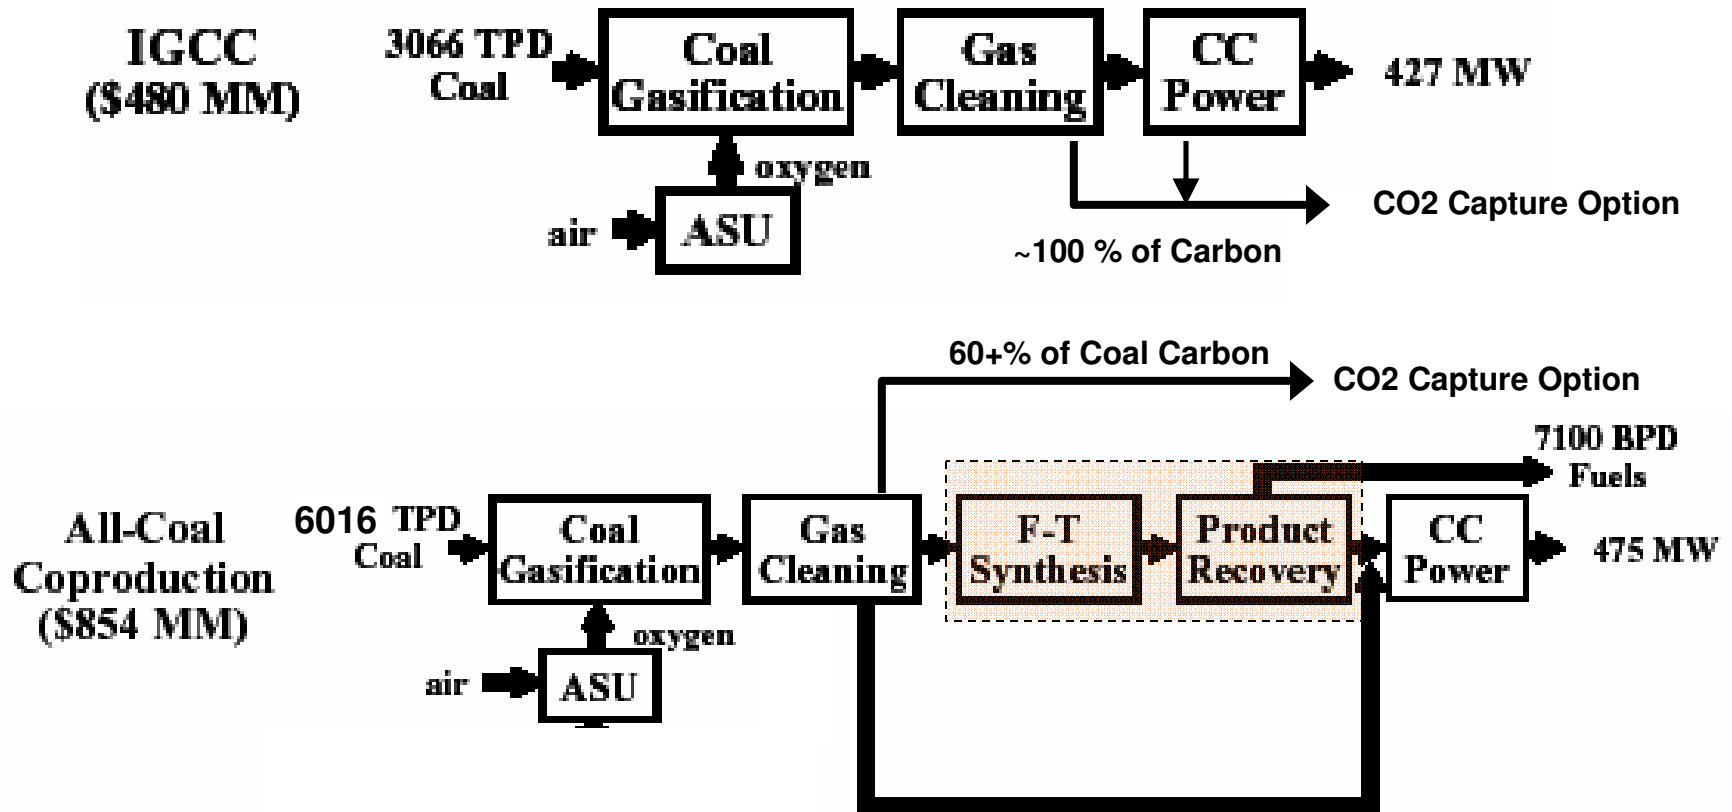 IGCC
($480 MM)
3066 TPD
Coal
Coal
Gasification
Gas
Cleaning
CC
Power
427 MW
oxygen
air
ASU
CO2 Capture Option
~100 % of Carbon
60+% of Coal Carbon
CO2 Capture Option
7100 BPD
Fuels
All-Coal
Coproduction
($854 MM)
6016 TPD
Coal
Coal
Gasification
Gas
Cleaning
F-T
Synthesis
Product
Recovery
CC
Power
475 MW
oxygen
air
ASU